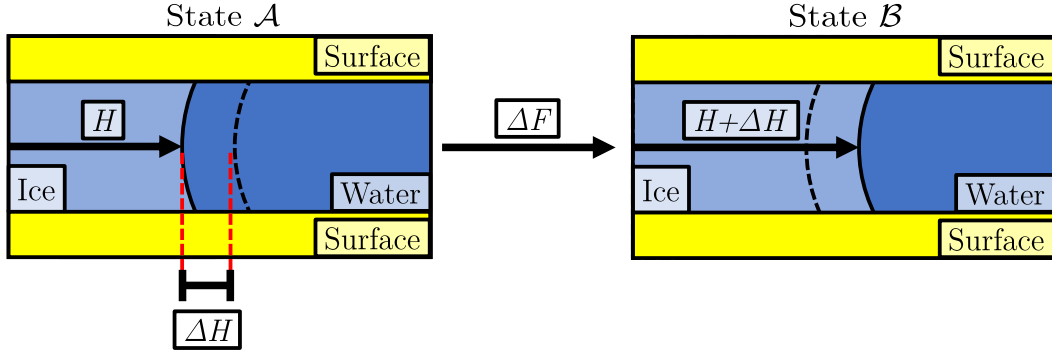 State 𝒜
Surface
H
Ice
Water
Surface
ΔH
ΔF
State ℬ
Surface
H+ΔH
Ice
Water
Surface